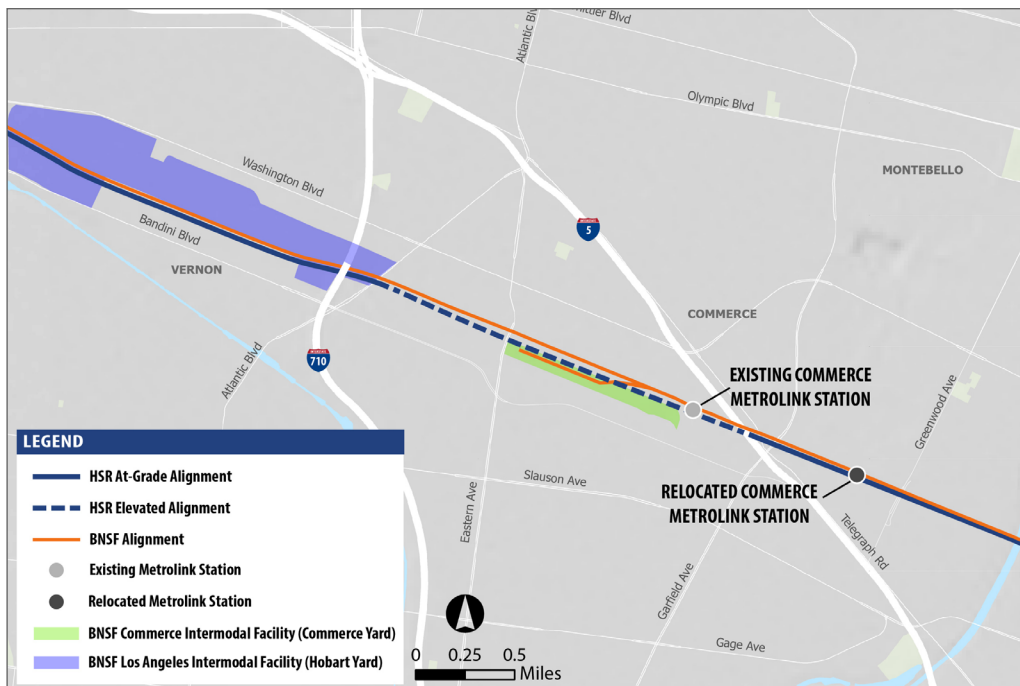 Atlantic Blvd
Olympic Blvd
MONTEBELLO
Washington Blvd
5
Bandini Blvd
VERNON
COMMERCE
710
Atlantic Blvd
EXISTING COMMERCE
METROLINK STATION
Greenwood Ave
Eastern Ave
Slauson Ave
RELOCATED COMMERCE
METROLINK STATION
Telegraph Rd
Garfield Ave
Gage Ave
LEGEND
HSR At-Grade Alignment
HSR Elevated Alignment
BNSF Alignment
Existing Metrolink Station
Relocated Metrolink Station
BNSF Commerce Intermodal Facility (Commerce Yard)
BNSF Los Angeles Intermodal Facility (Hobart Yard)
0 0.25 0.5
Miles